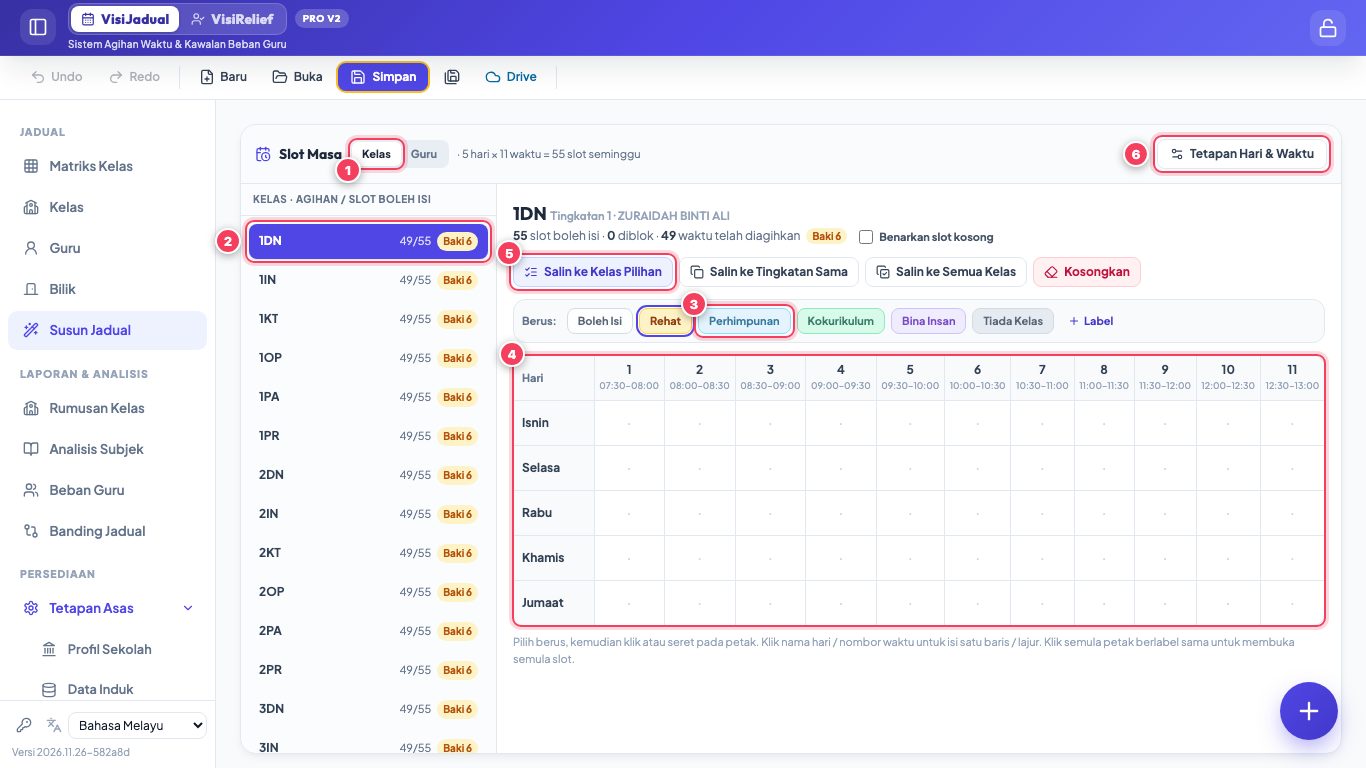 VisiJadual VisiRelief PRO V2
Sistem Agihan Waktu & Kawalan Beban Guru
Undo Redo Baru Buka Simpan Drive
JADUAL
Matriks Kelas
Kelas
Guru
Bilik
Susun Jadual
LAPORAN & ANALISIS
Rumusan Kelas
Analisis Subjek
Beban Guru
Banding Jadual
PERSEDIAAN
Tetapan Asas
Profil Sekolah
Data Induk
Bahasa Melayu
Versi 2026.11.26-582a8d
Slot Masa Kelas Guru · 5 hari × 11 waktu = 55 slot seminggu
1
6 Tetapan Hari & Waktu
KELAS · AGIHAN / SLOT BOLEH ISI
2 1DN 49/55 Baki 6
1IN 49/55 Baki 6
1KT 49/55 Baki 6
1OP 49/55 Baki 6
1PA 49/55 Baki 6
1PR 49/55 Baki 6
2DN 49/55 Baki 6
2IN 49/55 Baki 6
2KT 49/55 Baki 6
2OP 49/55 Baki 6
2PA 49/55 Baki 6
2PR 49/55 Baki 6
3DN 49/55 Baki 6
3IN 49/55 Baki 6
1DN Tingkatan 1 · ZURAIDAH BINTI ALI
55 slot boleh isi · 0 diblok · 49 waktu telah diagihkan Baki 6 Benarkan slot kosong
5
Salin ke Kelas Pilihan Salin ke Tingkatan Sama Salin ke Semua Kelas Kosongkan
3
Berus: Boleh Isi Rehat Perhimpunan Kokurikulum Bina Insan Tiada Kelas + Label
4
Hari 1 2 3 4 5 6 7 8 9 10 11
07:30–08:00 08:00–08:30 08:30–09:00 09:00–09:30 09:30–10:00 10:00–10:30 10:30–11:00 11:00–11:30 11:30–12:00 12:00–12:30 12:30–13:00
Isnin · · · · · · · · · · ·
Selasa · · · · · · · · · · ·
Rabu · · · · · · · · · · ·
Khamis · · · · · · · · · · ·
Jumaat · · · · · · · · · · ·
Pilih berus, kemudian klik atau seret pada petak. Klik nama hari / nombor waktu untuk isi satu baris / lajur. Klik semula petak berlabel sama untuk membuka
semula slot.